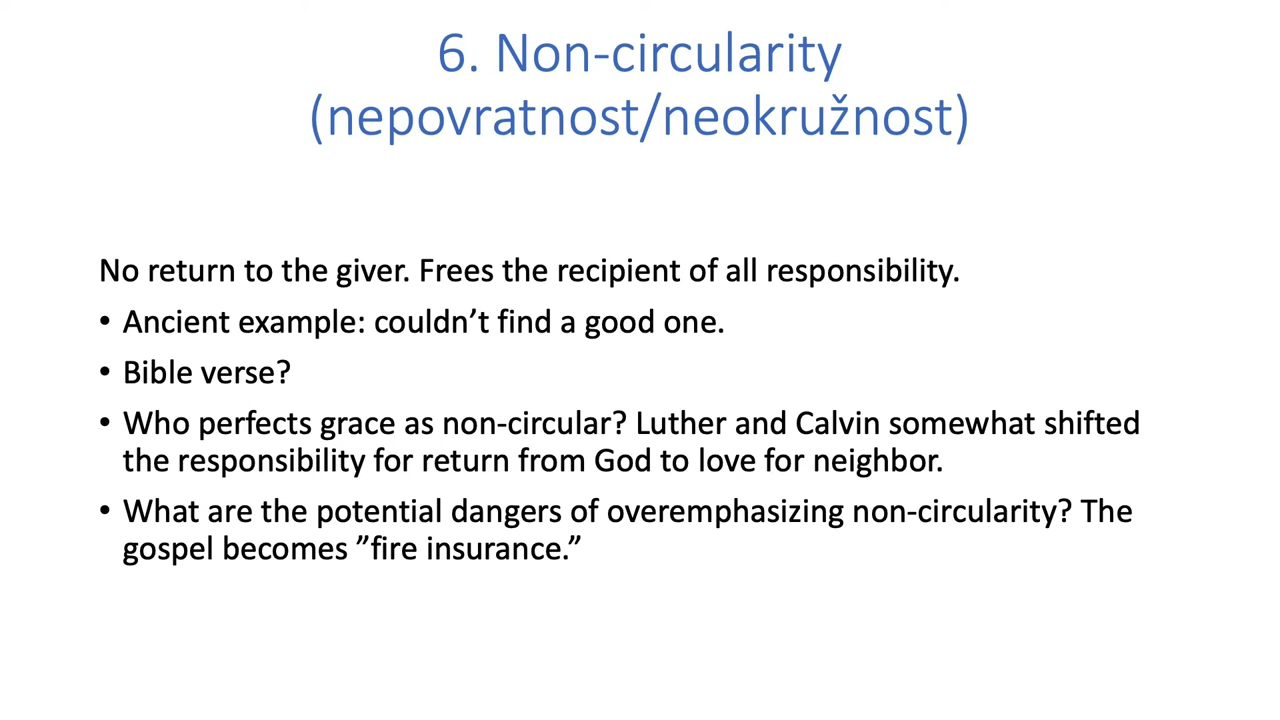 6. Non-circularity
(nepovratnost/neokružnost)
No return to the giver. Frees the recipient of all responsibility.
• Ancient example: couldn’t find a good one.
• Bible verse?
• Who perfects grace as non-circular? Luther and Calvin somewhat shifted
the responsibility for return from God to love for neighbor.
• What are the potential dangers of overemphasizing non-circularity? The
gospel becomes ”fire insurance.”